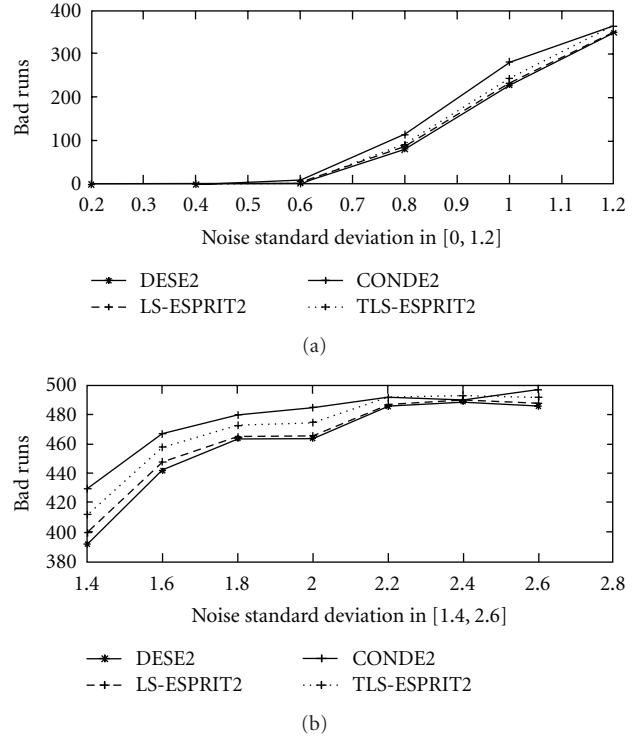 400
300
200
100
0
Bad runs
0.2 0.3 0.4 0.5 0.6 0.7 0.8 0.9 1 1.1 1.2
Noise standard deviation in [0, 1.2]
DESE2 CONDE2
LS-ESPRIT2 TLS-ESPRIT2
(a)
500
480
460
440
420
400
380
Bad runs
1.4 1.6 1.8 2 2.2 2.4 2.6 2.8
Noise standard deviation in [1.4, 2.6]
DESE2 CONDE2
LS-ESPRIT2 TLS-ESPRIT2
(b)